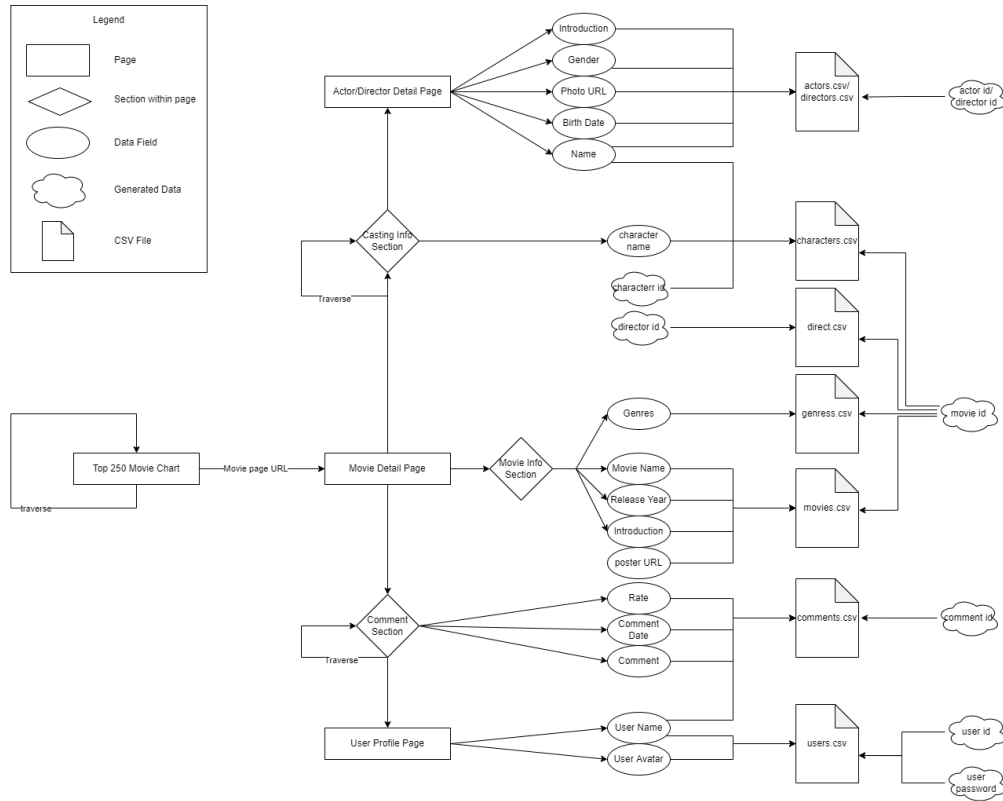 Legend
Page
Section within page
Data Field
Generated Data
CSV File
Actor/Director Detail Page
Introduction
Gender
Photo URL
Birth Date
Name
actors.csv/
directors.csv
actor id/
director id
Casting Info
Section
Traverse
character
name
characterr id
characters.csv
director id
direct.csv
Genres
genress.csv
movie id
traverse
Top 250 Movie Chart
Movie page URL
Movie Detail Page
Movie Info
Section
Movie Name
Release Year
Introduction
poster URL
movies.csv
Comment
Section
Traverse
Rate
Comment
Date
Comment
comments.csv
comment id
User Profile Page
User Name
User Avatar
users.csv
user id
user
password